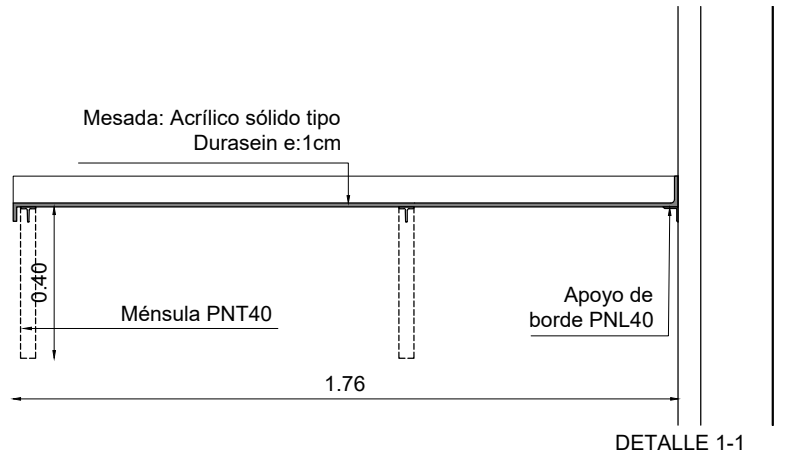 Mesada: Acrílico sólido tipo
Durasein e:1cm
0.40
Ménsula PNT40
Apoyo de
borde PNL40
1.76
DETALLE 1-1